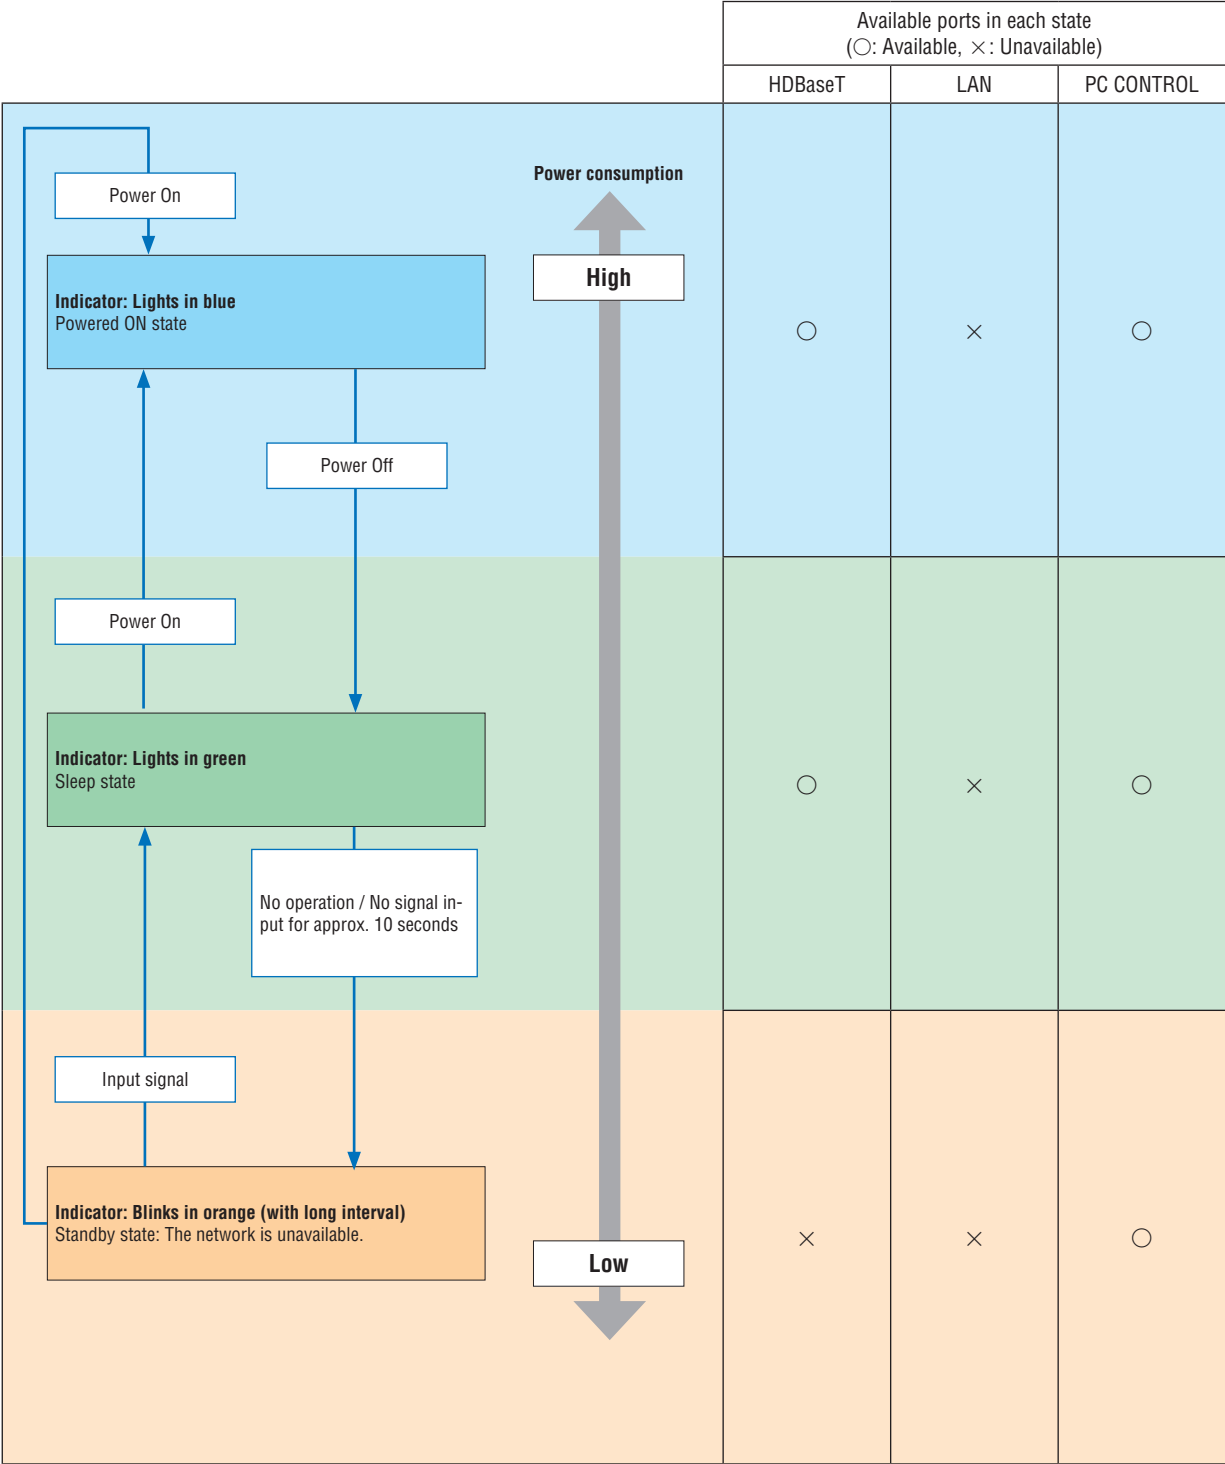 Available ports in each state
(○: Available, ×: Unavailable)
HDBaseT
LAN
PC CONTROL
Power On
Power consumption
High
Indicator: Lights in blue
Powered ON state
○
×
○
Power Off
Power On
Indicator: Lights in green
Sleep state
○
×
○
No operation / No signal in-
put for approx. 10 seconds
Input signal
Indicator: Blinks in orange (with long interval)
Standby state: The network is unavailable.
Low
×
×
○